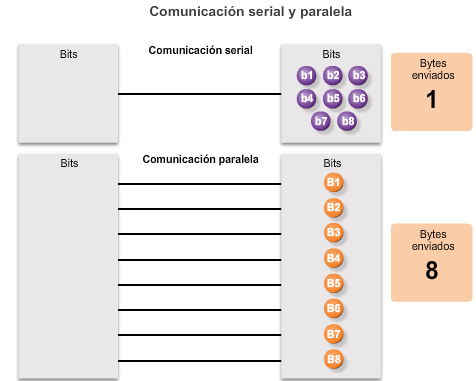 Comunicación serial y paralela
Bits
Comunicación serial
Bits
b1 b2 b3
b4 b5 b6
b7 b8
Bytes
enviados
1
Bits
Comunicación paralela
Bits
B1
B2
B3
B4
B5
B6
B7
B8
Bytes
enviados
8